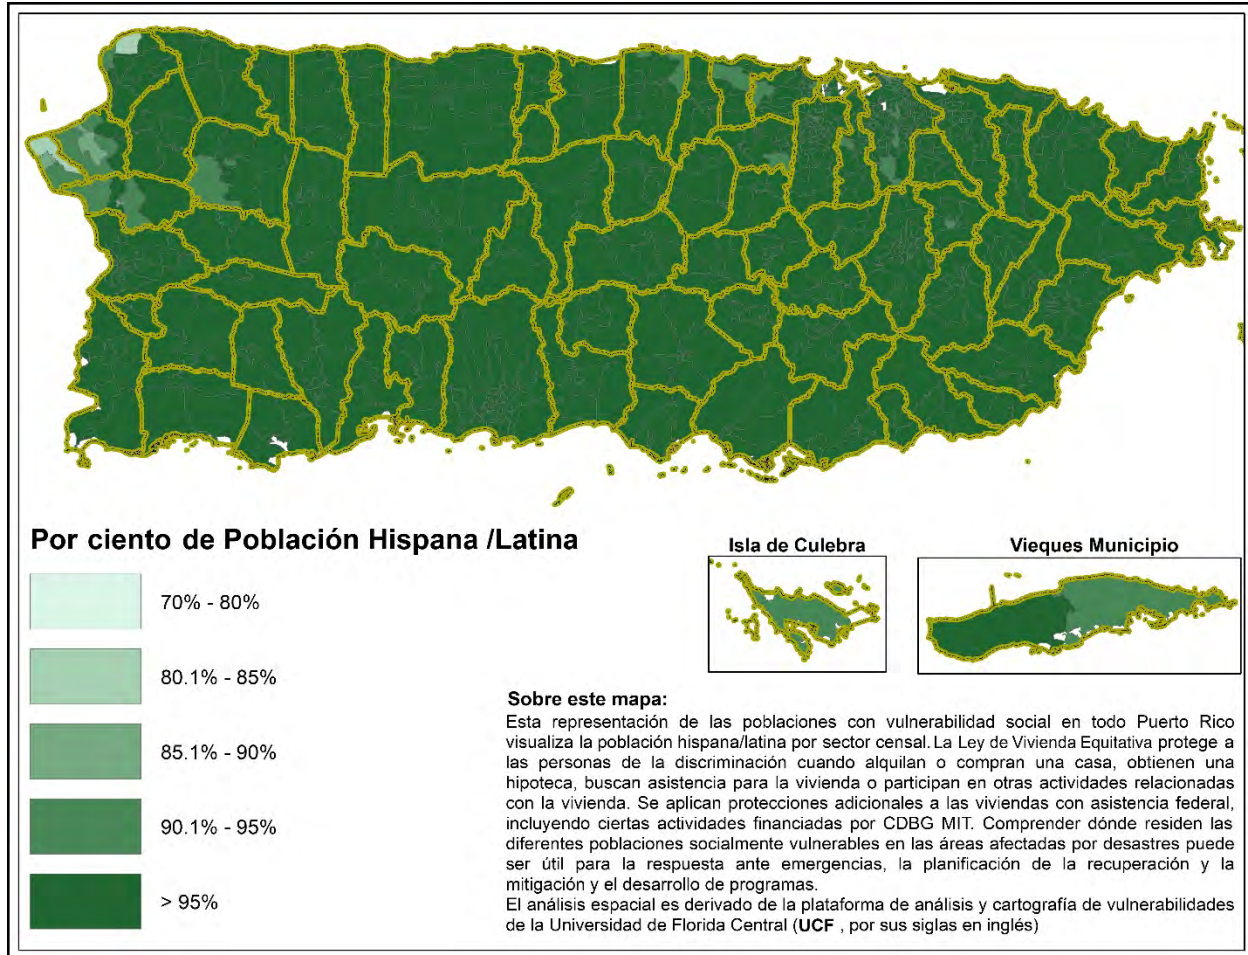 Por ciento de Población Hispana /Latina
70% - 80%
80.1% - 85%
85.1% - 90%
90.1% - 95%
> 95%
Isla de Culebra
Vieques Municipio
Sobre este mapa:
Esta representación de las poblaciones con vulnerabilidad social en todo Puerto Rico
visualiza la población hispana/latina por sector censal. La Ley de Vivienda Equitativa protege a
las personas de la discriminación cuando alquilan o compran una casa, obtienen una
hipoteca, buscan asistencia para la vivienda o participan en otras actividades relacionadas
con la vivienda. Se aplican protecciones adicionales a las viviendas con asistencia federal,
incluyendo ciertas actividades financiadas por CDBG MIT. Comprender dónde residen las
diferentes poblaciones socialmente vulnerables en las áreas afectadas por desastres puede
ser útil para la respuesta ante emergencias, la planificación de la recuperación y la
mitigación y el desarrollo de programas.
El análisis espacial es derivado de la plataforma de análisis y cartografía de vulnerabilidades
de la Universidad de Florida Central (UCF , por sus siglas en inglés)